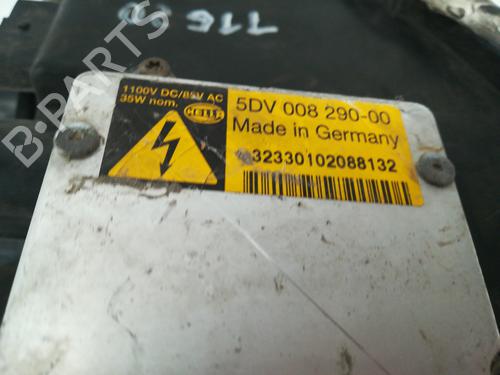 T16
1100V DC/85V AC
35W nom.
HELLA
5DV 008 290-00
Made in Germany
32330102088132
B-PARTS